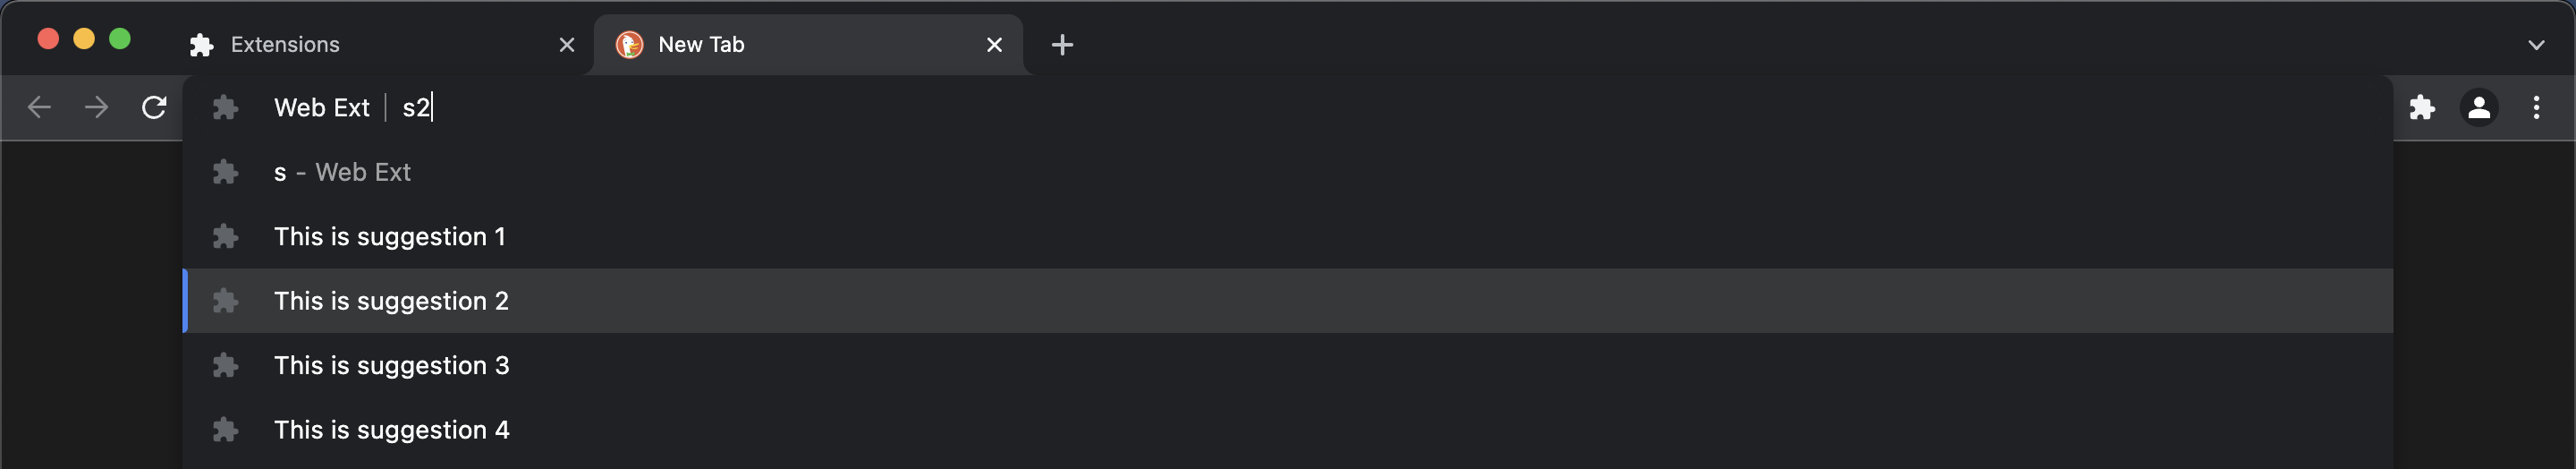 Extensions New Tab
Web Ext | s2
s - Web Ext
This is suggestion 1
This is suggestion 2
This is suggestion 3
This is suggestion 4